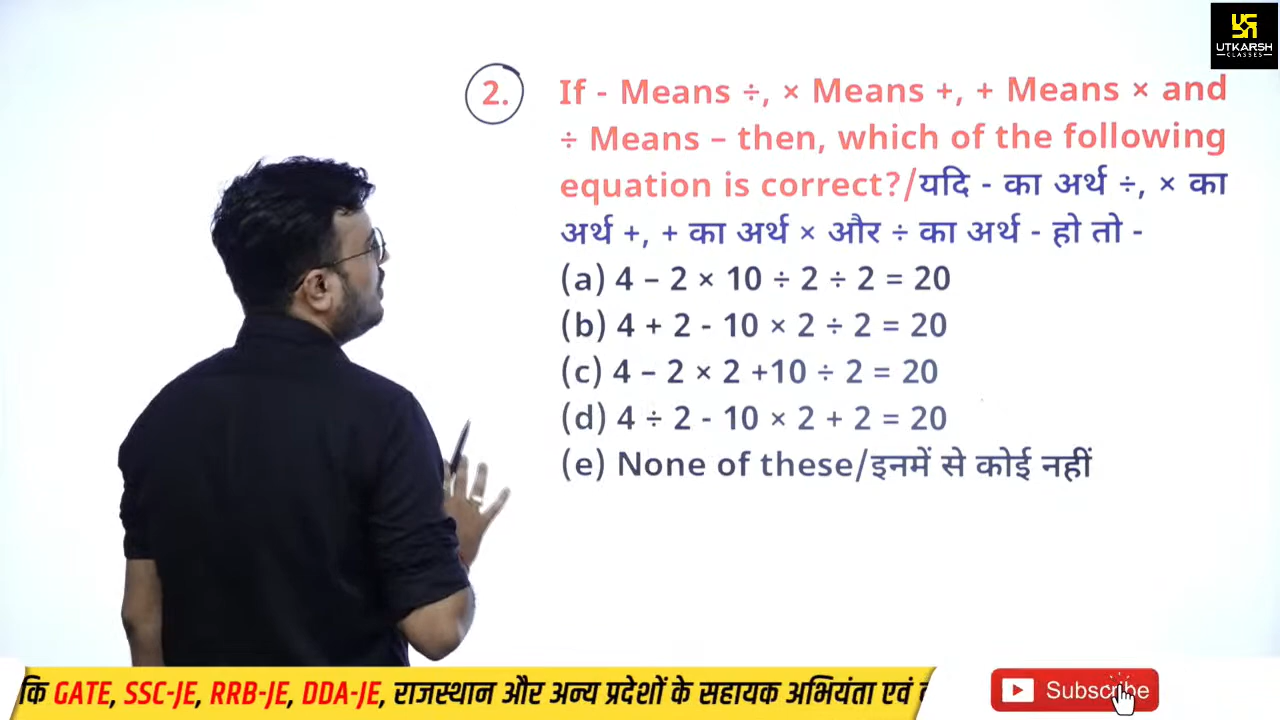 UTKARSH
CLASSES
2. If - Means ÷, × Means +, + Means × and
÷ Means – then, which of the following
equation is correct?/यदि - का अर्थ ÷, × का
अर्थ +, + का अर्थ × और ÷ का अर्थ - हो तो -
(a) 4 – 2 × 10 ÷ 2 ÷ 2 = 20
(b) 4 + 2 - 10 × 2 ÷ 2 = 20
(c) 4 – 2 × 2 +10 ÷ 2 = 20
(d) 4 ÷ 2 - 10 × 2 + 2 = 20
(e) None of these/इनमें से कोई नहीं
कि GATE, SSC-JE, RRB-JE, DDA-JE, राजस्थान और अन्य प्रदेशों के सहायक अभियंता एवं
Subscribe